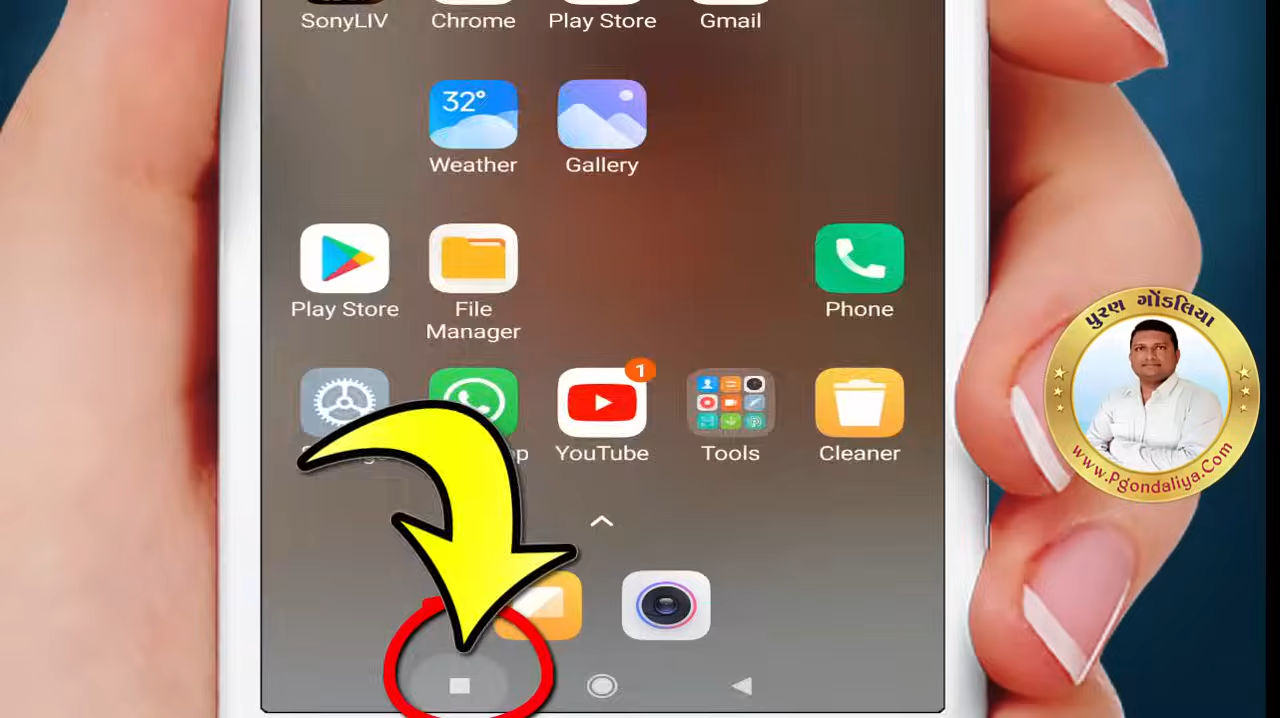 SonyLIV Chrome Play Store Gmail
32°
Weather Gallery
Play Store File Manager Phone
1
YouTube Tools Cleaner
પુરણ ગોંડલિયા
www.Pgondaliya.Com